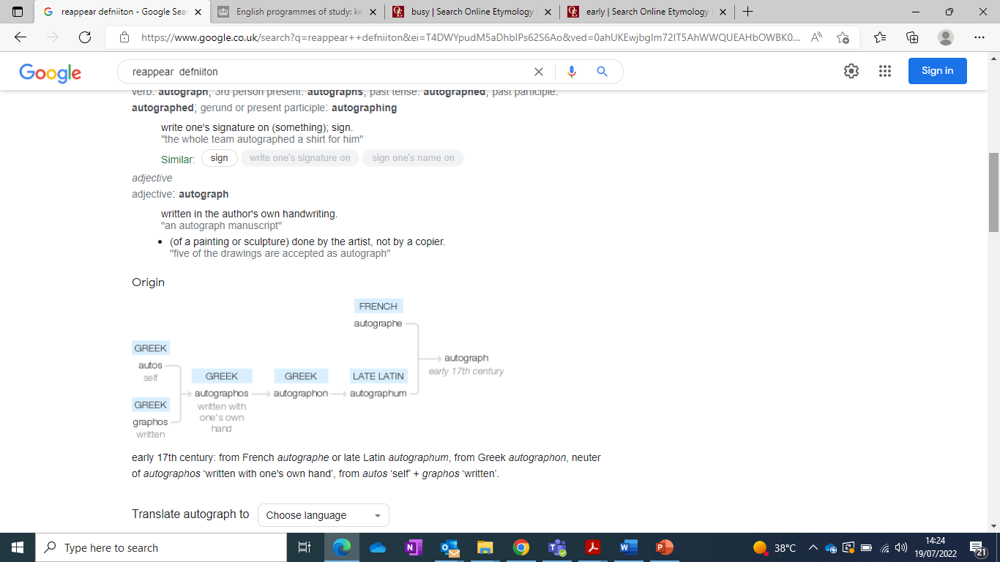 reappear defniiton - Google Sear
English programmes of study: ke
busy | Search Online Etymology
early | Search Online Etymology
https://www.google.co.uk/search?q=reappear++defniiton&ei=T4DWYpudM5aDhbIPs62S6Ao&ved=0ahUKEwjbgIm72IT5AhWWQUEAHbOWBK0...
Google
reappear defniiton
Sign in
verb: autograph; 3rd person present: autographs; past tense: autographed; past participle:
autographed; gerund or present participle: autographing
write one's signature on (something); sign.
"the whole team autographed a shirt for him"
Similar: sign write one's signature on sign one's name on
adjective
adjective: autograph
written in the author's own handwriting.
"an autograph manuscript"
• (of a painting or sculpture) done by the artist, not by a copier.
"five of the drawings are accepted as autograph"
Origin
FRENCH
autographe
GREEK
autos
self
GREEK
graphos
written
GREEK
autographos
written with
one's own
hand
GREEK
autographon
LATE LATIN
autographum
autograph
early 17th century
early 17th century: from French autographe or late Latin autographum, from Greek autographon, neuter
of autographos ‘written with one's own hand’, from autos ‘self’ + graphos ‘written’.
Translate autograph to Choose language
Type here to search
38°C
14:24
19/07/2022
21